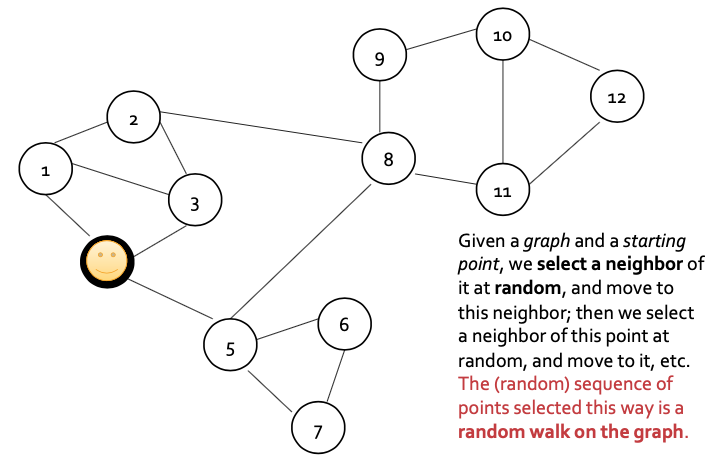 10
9
12
2
8
1
11
3
Given a graph and a starting
point, we select a neighbor of
it at random, and move to
this neighbor; then we select
a neighbor of this point at
random, and move to it, etc.
The (random) sequence of
points selected this way is a
random walk on the graph.
6
5
7